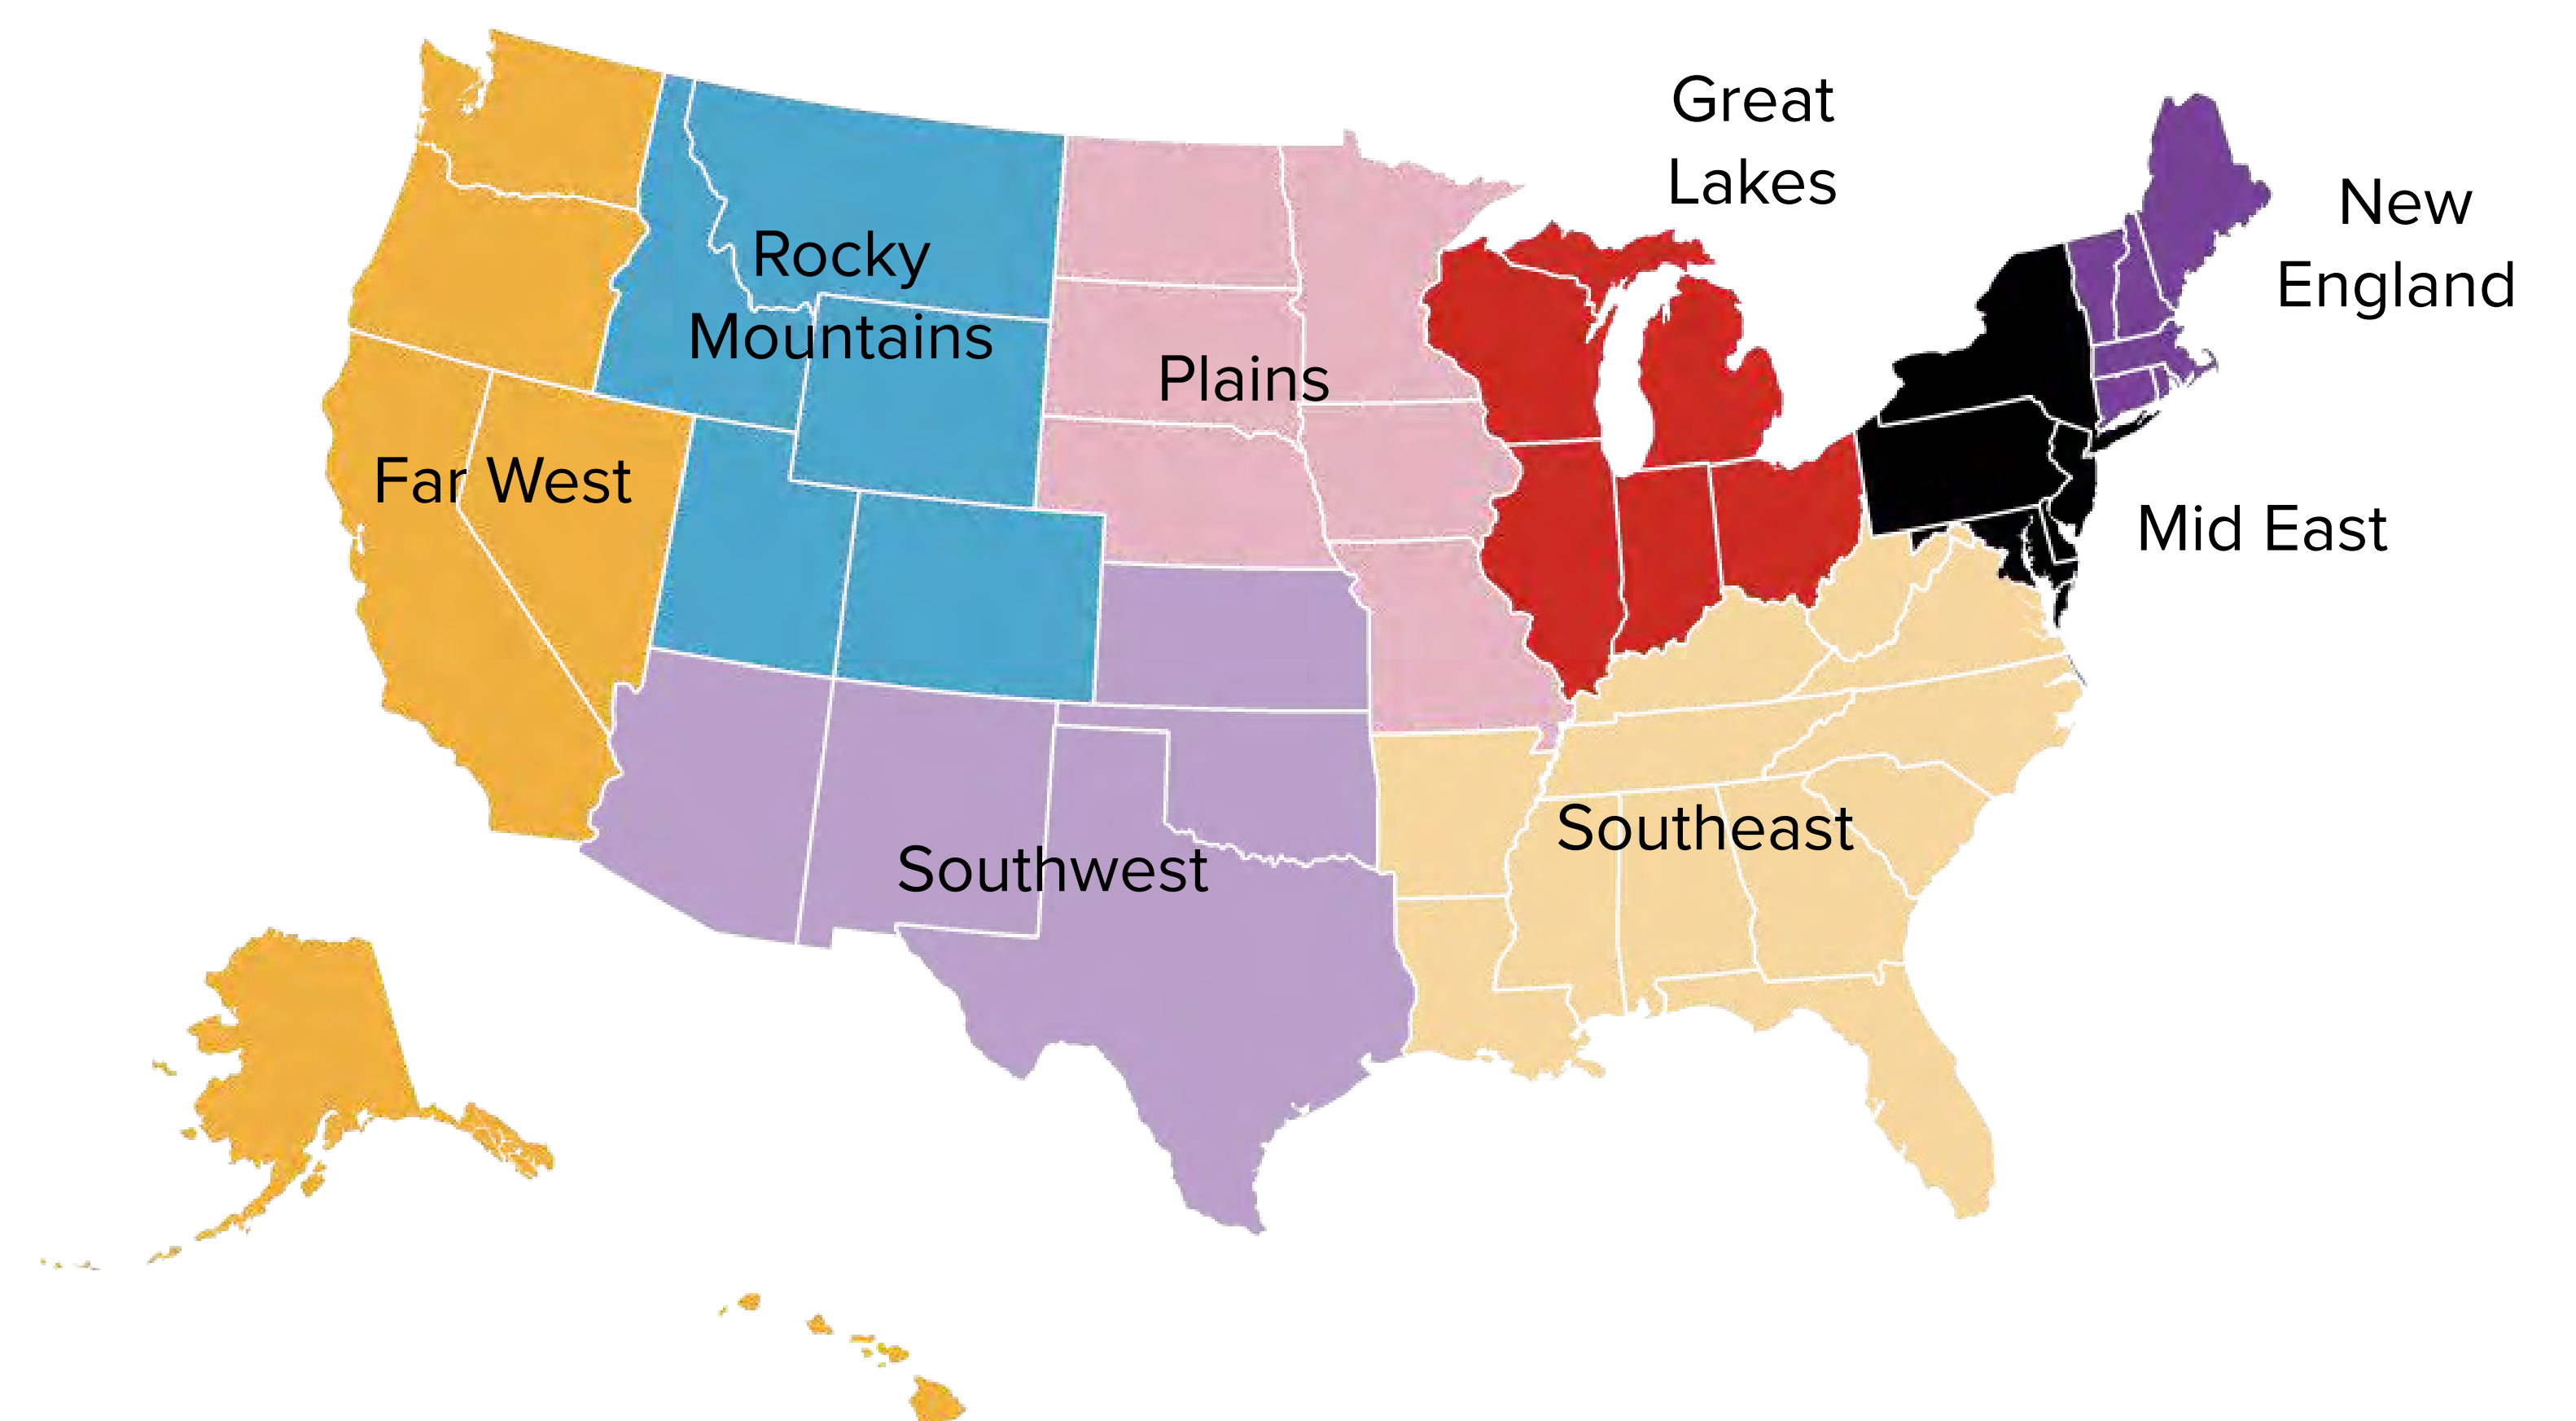 Great
Lakes
New
England
Rocky
Mountains
Plains
Far West
Mid East
Southeast
Southwest